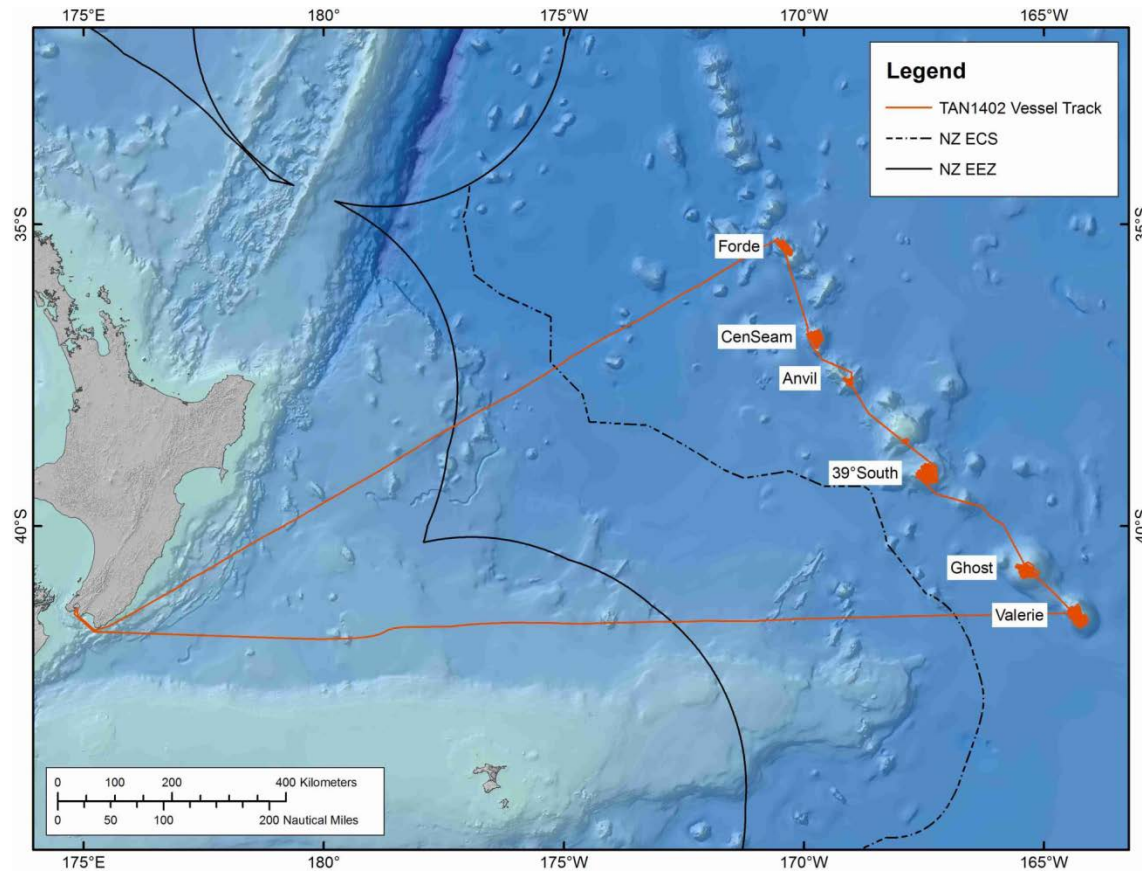 175°E 180° 175°W 170°W 165°W
Legend
TAN1402 Vessel Track
NZ ECS
NZ EEZ
35°S 35°S
Forde
CenSeam
Anvil
39°South
40°S 40°S
Ghost
Valerie
0 100 200 400 Kilometers
0 50 100 200 Nautical Miles
175°E 180° 175°W 170°W 165°W